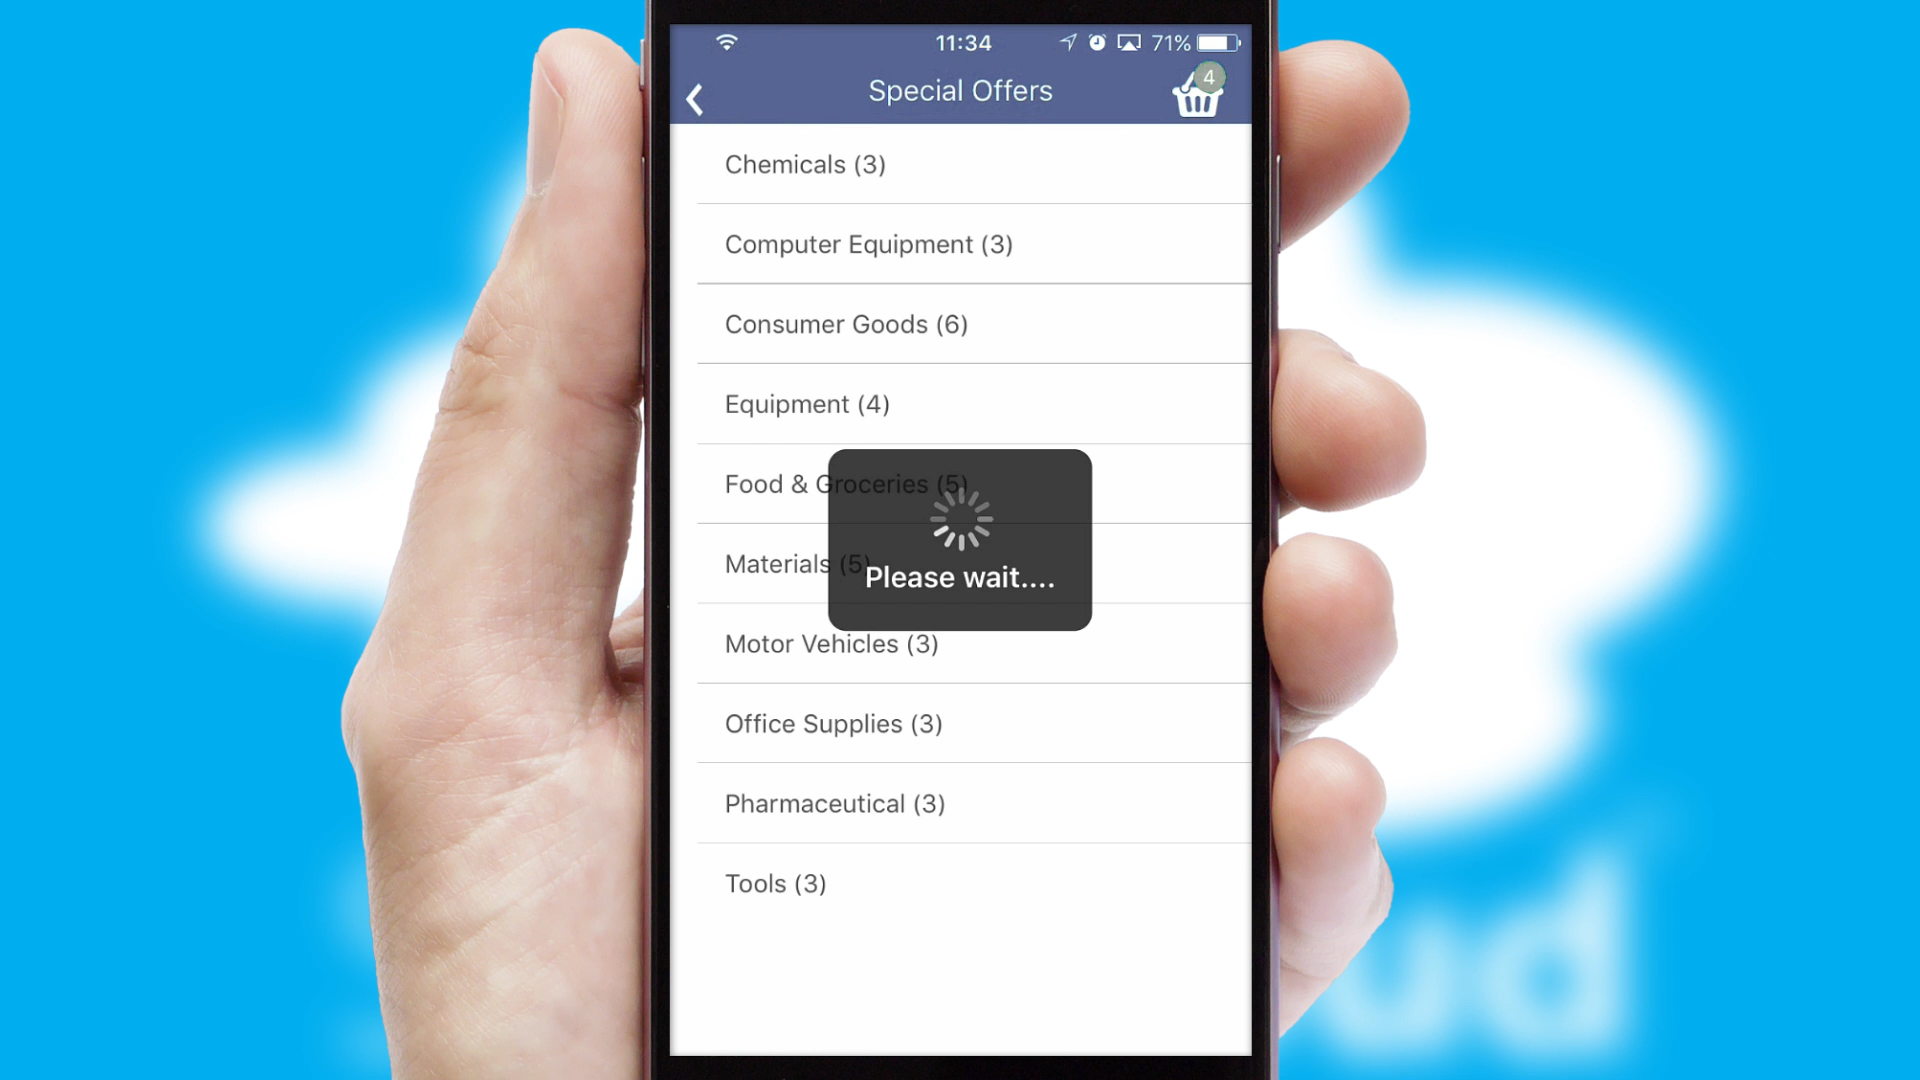 11:34
71%
Special Offers
4
Chemicals (3)
Computer Equipment (3)
Consumer Goods (6)
Equipment (4)
Food & Groceries (5)
Materials (5)
Please wait....
Motor Vehicles (3)
Office Supplies (3)
Pharmaceutical (3)
Tools (3)
ud